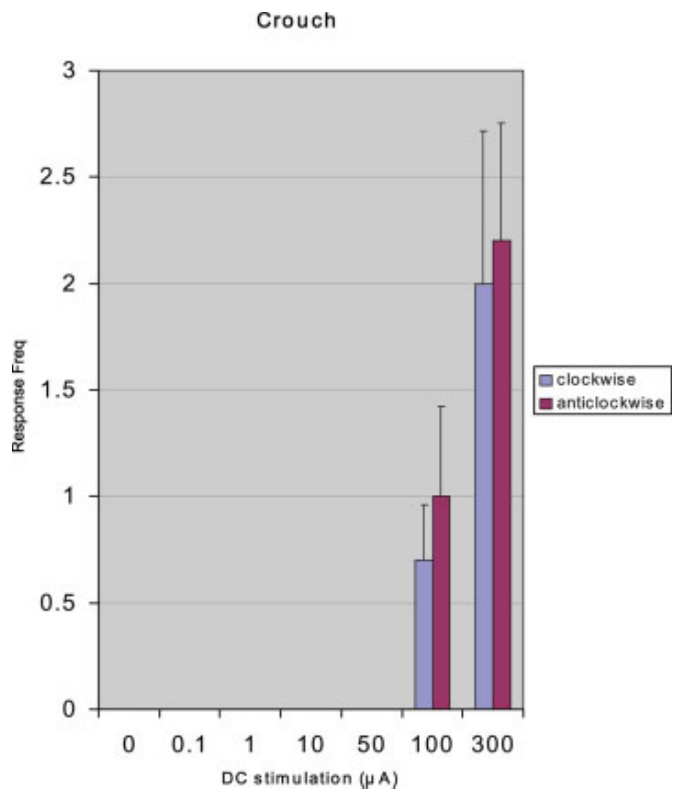 Crouch
3
2.5
2
1.5
1
0.5
0
Response Freq
0 0.1 1 10 50 100 300
DC stimulation (µA)
clockwise
anticlockwise